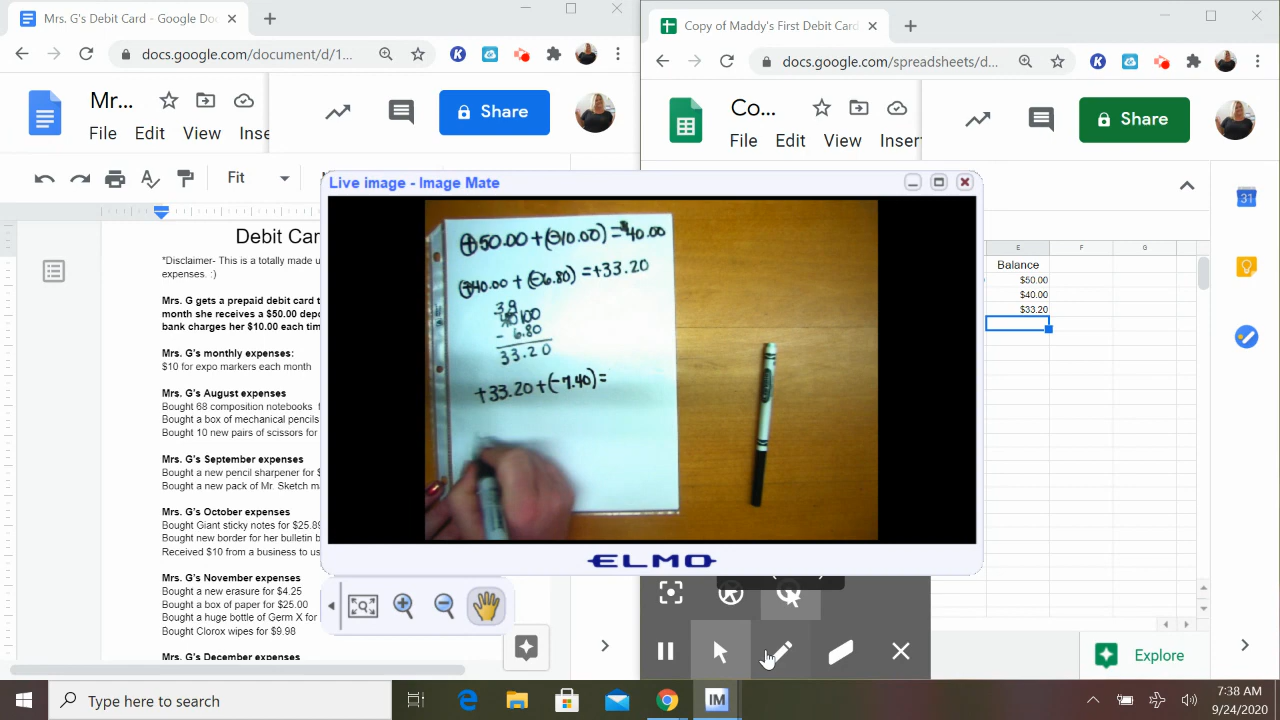 Mrs. G's Debit Card - Google Doc
docs.google.com/document/d/1...
Mr...
File Edit View Inse
Share
Fit
Debit Car
*Disclaimer- This is a totally made u
expenses. :)
Mrs. G gets a prepaid debit card t
month she receives a $50.00 depo
bank charges her $10.00 each tim
Mrs. G's monthly expenses:
$10 for expo markers each month
Mrs. G's August expenses
Bought 68 composition notebooks f
Bought a box of mechanical pencils
Bought 10 new pairs of scissors for
Mrs. G's September expenses
Bought a new pencil sharpener for $
Bought a new pack of Mr. Sketch ma
Mrs. G's October expenses
Bought Giant sticky notes for $25.89
Bought new border for her bulletin b
Received $10 from a business to us
Mrs. G's November expenses
Bought a new erasure for $4.25
Bought a box of paper for $25.00
Bought a huge bottle of Germ X for
Bought Clorox wipes for $9.98
Mrs. G's December expenses
Copy of Maddy's First Debit Card
docs.google.com/spreadsheets/d...
Co...
File Edit View Inser
Share
31
E F G
Balance
$50.00
$40.00
$33.20
Explore
Live image - Image Mate
+50.00+(-10.00)=$40.00
(+40.00+(-6.80)=+33.20
- 6.80
33.20
+33.20+(-7.40)=
ELMO
Type here to search
IM
7:38 AM
9/24/2020